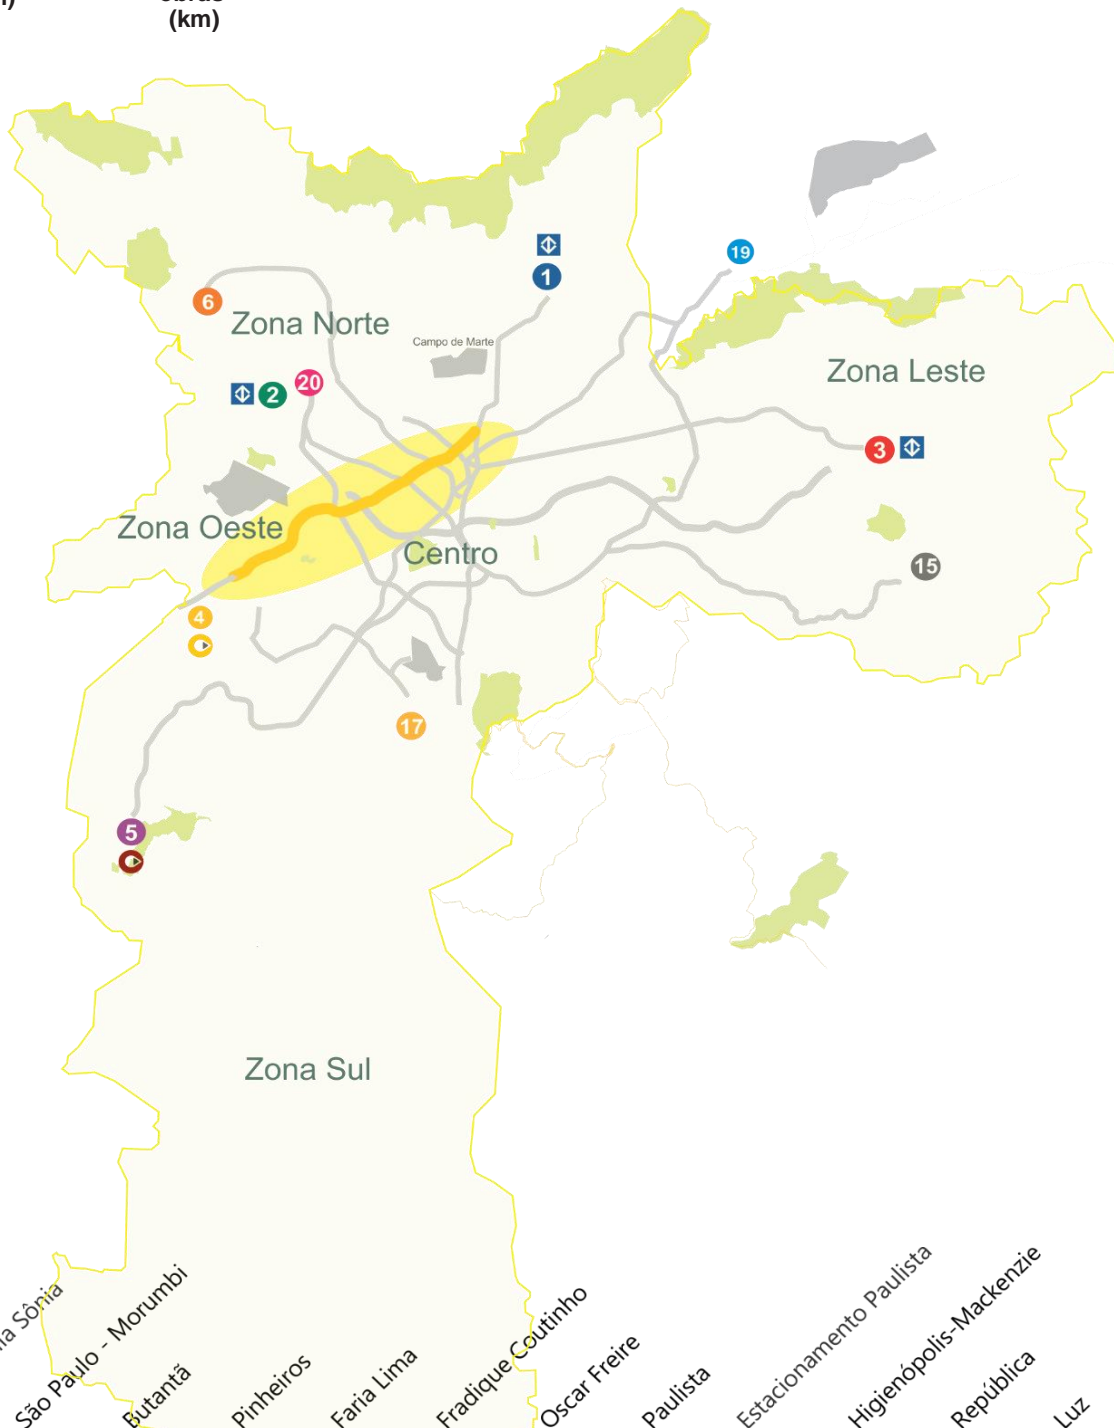 obras
(km)
19
1
6
Zona Norte
Campo de Marte
Zona Leste
20
2
3
Zona Oeste
Centro
15
4
17
5
Zona Sul
Sônia
São Paulo - Morumbi
Butantã
Pinheiros
Faria Lima
Fradique Coutinho
Oscar Freire
Paulista
Estacionamento Paulista
Higienópolis-Mackenzie
República
Luz